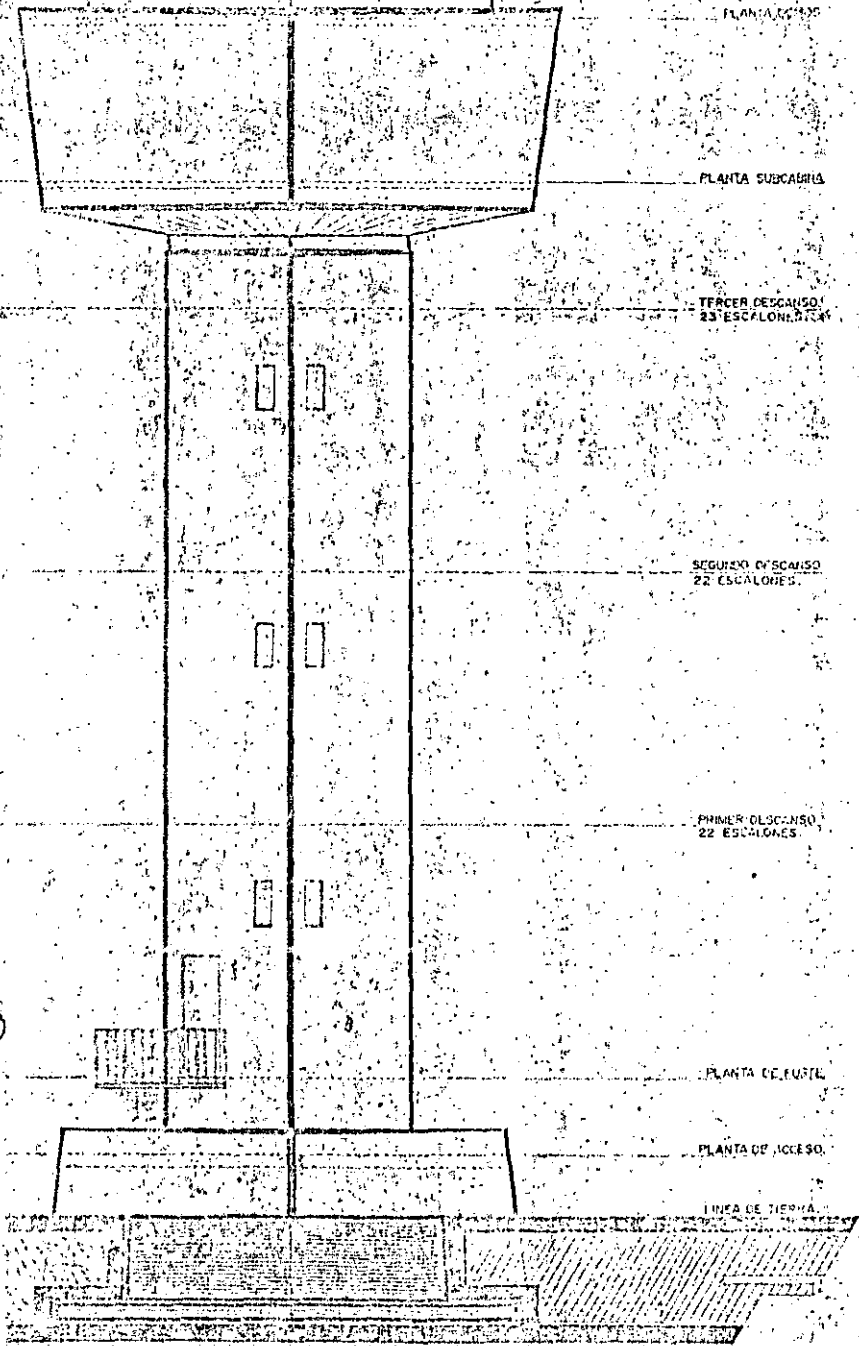 PLANTA
PLANTA SUBCABINA
TERCER DESCANSO
23 ESCALONES
SEGUNDO DESCANSO
22 ESCALONES.
PRIMER DESCANSO
22 ESCALONES.
PLANTA DE FUSTE
PLANTA DE ACCESO
LINEA DE TIERRA